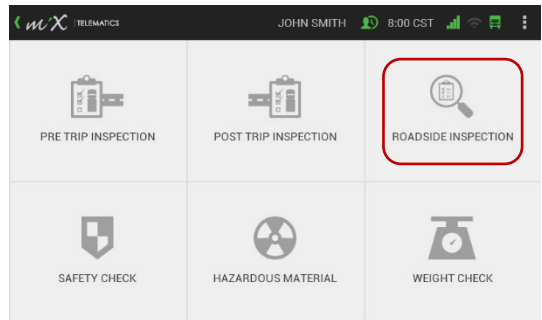 miX TELEMATICS JOHN SMITH 8:00 CST
PRE TRIP INSPECTION POST TRIP INSPECTION ROADSIDE INSPECTION
SAFETY CHECK HAZARDOUS MATERIAL WEIGHT CHECK